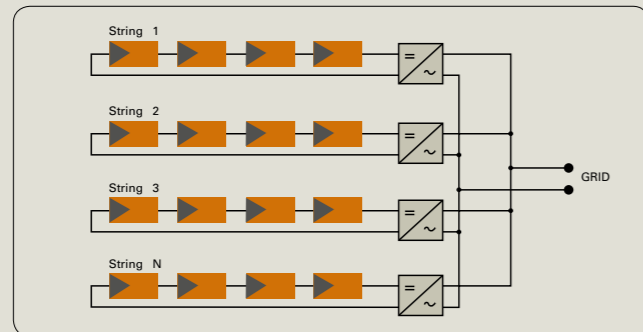 String 1
=
~
String 2
=
~
GRID
String 3
=
~
String N
=
~